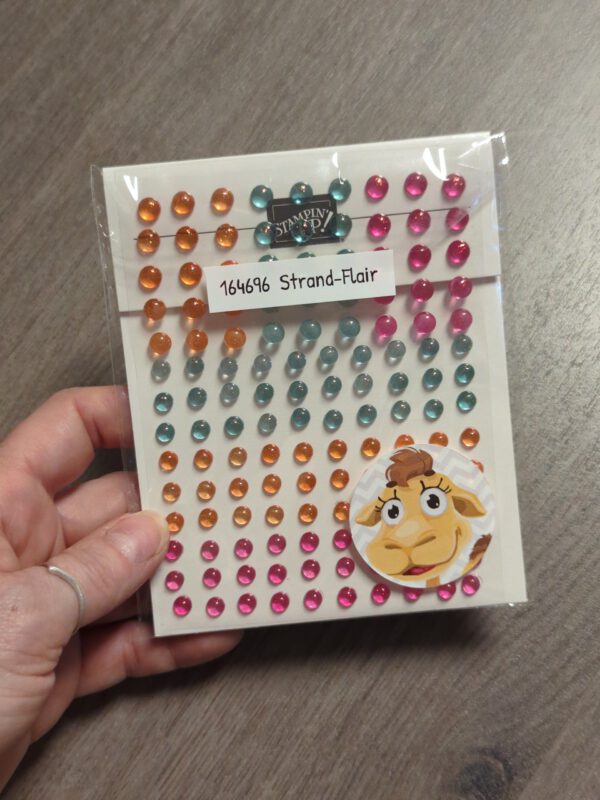 STAMPIN'
UP!
164696 Strand-Flair